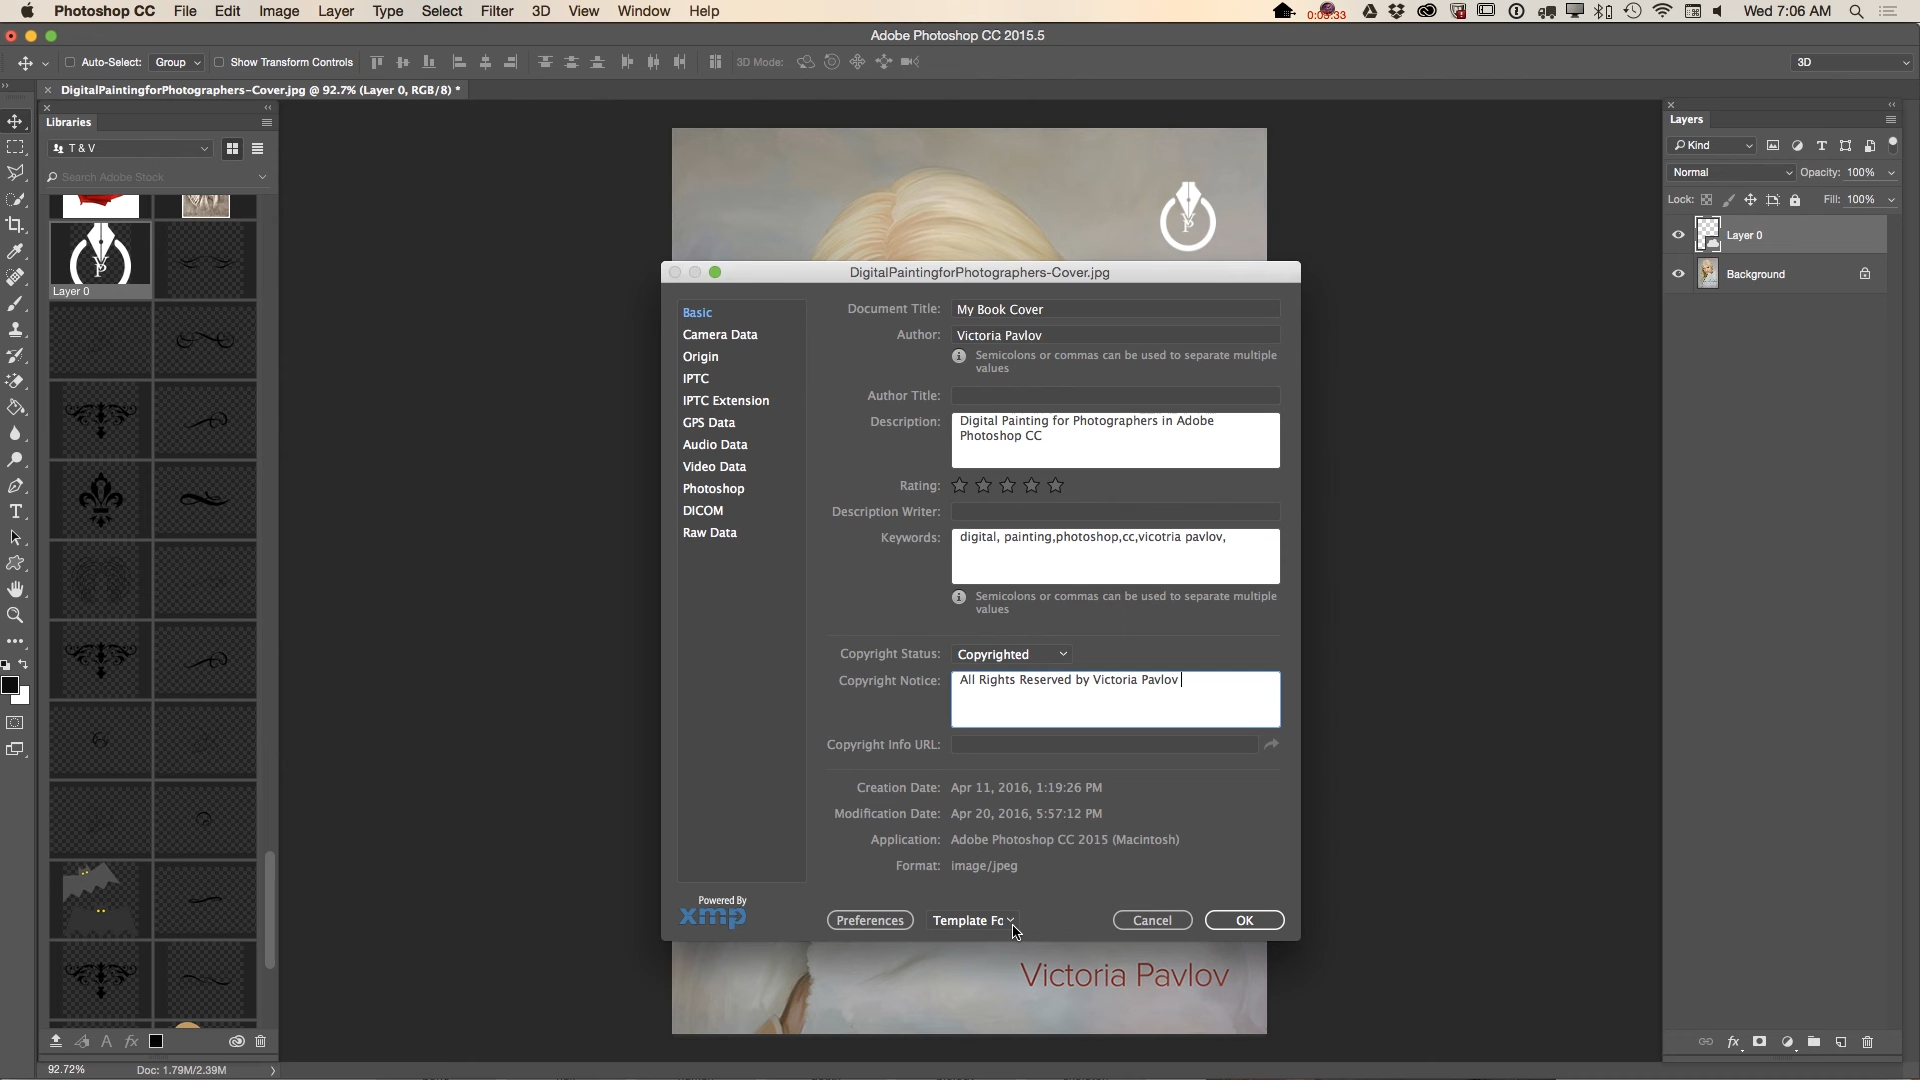 Photoshop CC File Edit Image Layer Type Select Filter 3D View Window Help
Wed 7:06 AM
Adobe Photoshop CC 2015.5
Auto-Select: Group Show Transform Controls 3D Mode: 3D
DigitalPaintingforPhotographers-Cover.jpg @ 92.7% (Layer 0, RGB/8) *
Libraries
T & V
Search Adobe Stock
Layer 0
92.72% Doc: 1.79M/2.39M
DigitalPaintingforPhotographers-Cover.jpg
Basic
Camera Data
Origin
IPTC
IPTC Extension
GPS Data
Audio Data
Video Data
Photoshop
DICOM
Raw Data
Document Title: My Book Cover
Author: Victoria Pavlov
Semicolons or commas can be used to separate multiple
values
Author Title:
Description: Digital Painting for Photographers in Adobe
Photoshop CC
Rating:
Description Writer:
Keywords: digital, painting,photoshop,cc,vicotria pavlov,
Semicolons or commas can be used to separate multiple
values
Copyright Status: Copyrighted
Copyright Notice: All Rights Reserved by Victoria Pavlov
Copyright Info URL:
Creation Date: Apr 11, 2016, 1:19:26 PM
Modification Date: Apr 20, 2016, 5:57:12 PM
Application: Adobe Photoshop CC 2015 (Macintosh)
Format: image/jpeg
Powered By
xmp
Preferences Template Fo Cancel OK
Victoria Pavlov
Layers
Kind
Normal Opacity: 100%
Lock: Fill: 100%
Layer 0
Background